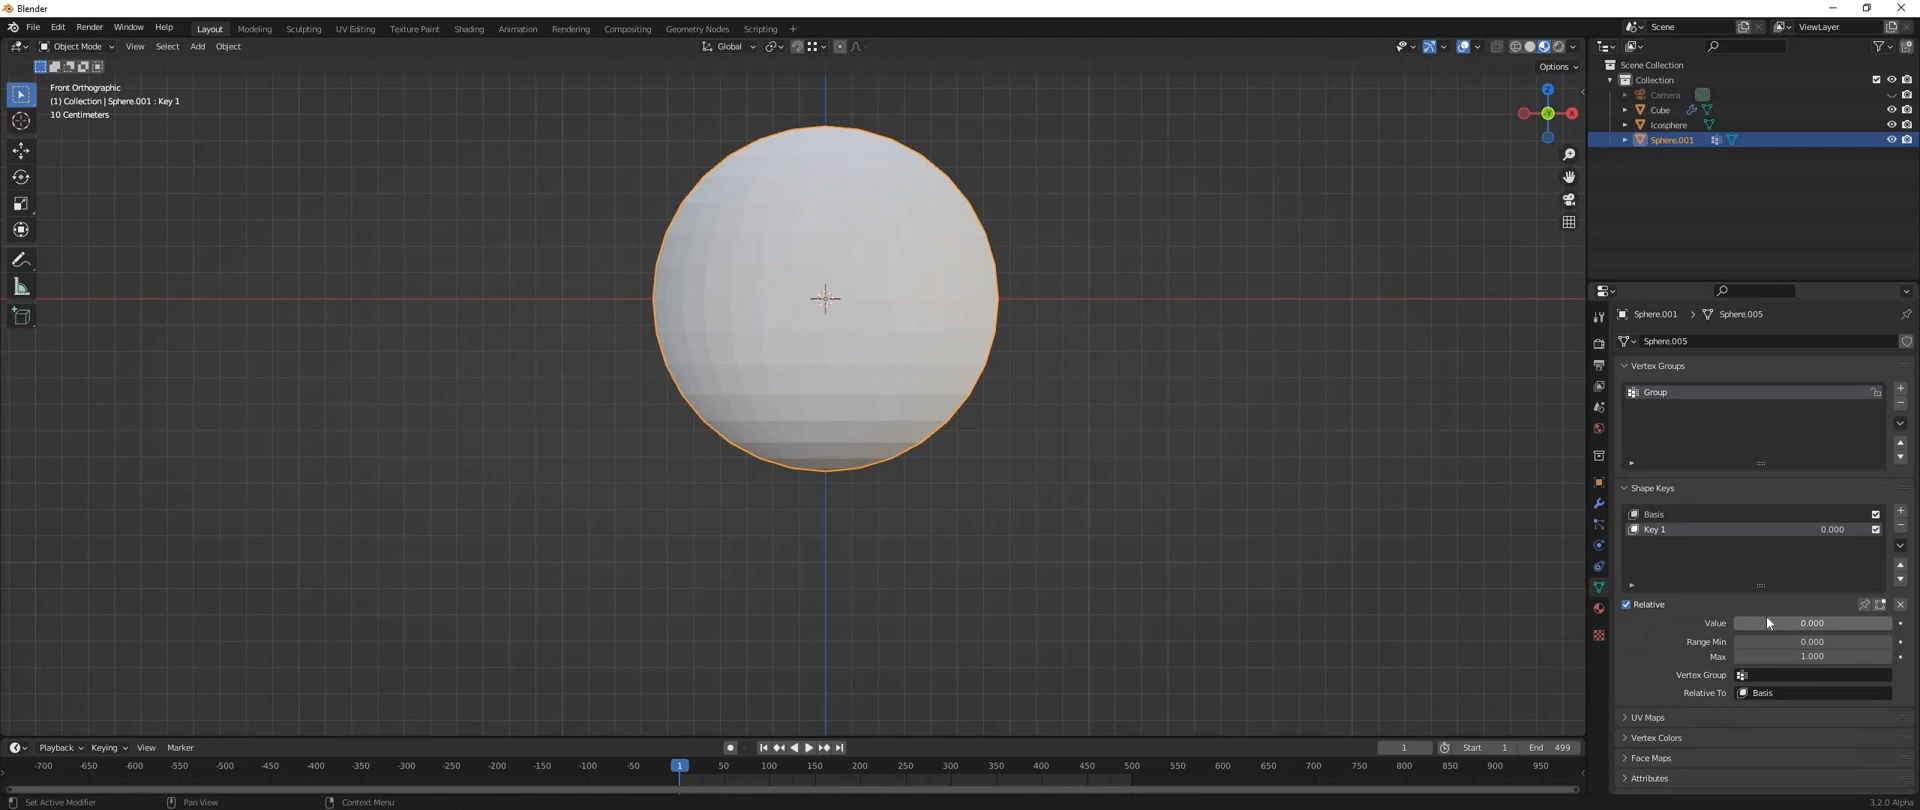 Blender
File Edit Render Window Help
Layout Modeling Sculpting UV Editing Texture Paint Shading Animation Rendering Compositing Geometry Nodes Scripting +
Scene
ViewLayer
Object Mode View Select Add Object
Global
Options
Front Orthographic
(1) Collection | Sphere.001 : Key 1
10 Centimeters
Z
Y
X
Scene Collection
Collection
Camera
Cube
Icosphere
Sphere.001
Sphere.001 > Sphere.005
Sphere.005
Vertex Groups
Group
Shape Keys
Basis
Key 1 0.000
Relative
Value 0.000
Range Min 0.000
Max 1.000
Vertex Group
Relative To Basis
UV Maps
Vertex Colors
Face Maps
Attributes
Playback Keying View Marker
1 Start 1 End 499
-700 -650 -600 -550 -500 -450 -400 -350 -300 -250 -200 -150 -100 -50 1 50 100 150 200 250 300 350 400 450 500 550 600 650 700 750 800 850 900 950
Set Active Modifier Pan View Context Menu
3.2.0 Alpha